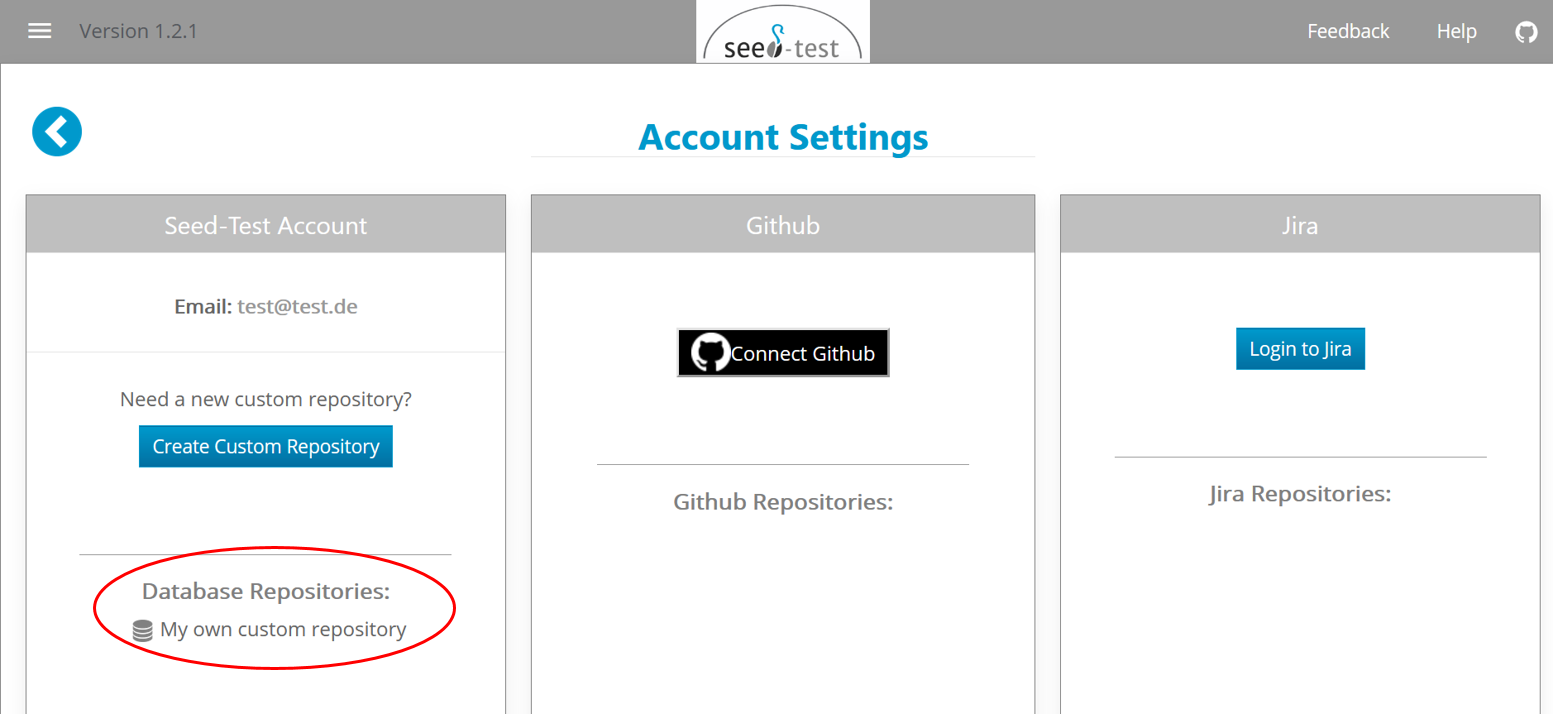 Version 1.2.1
seed-test
Feedback
Help
Account Settings
Seed-Test Account
Email: test@test.de
Need a new custom repository?
Create Custom Repository
Database Repositories:
My own custom repository
Github
Connect Github
Github Repositories:
Jira
Login to Jira
Jira Repositories: